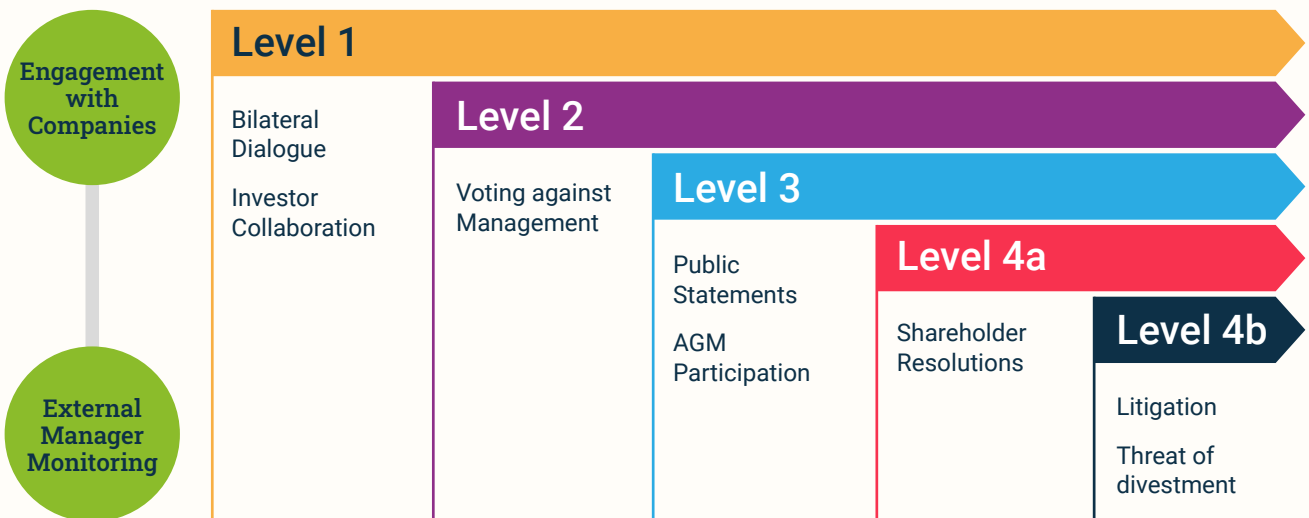 Engagement
with
Companies
External
Manager
Monitoring
Level 1
Bilateral
Dialogue
Investor
Collaboration
Level 2
Voting against
Management
Level 3
Public
Statements
AGM
Participation
Level 4a
Shareholder
Resolutions
Level 4b
Litigation
Threat of
divestment